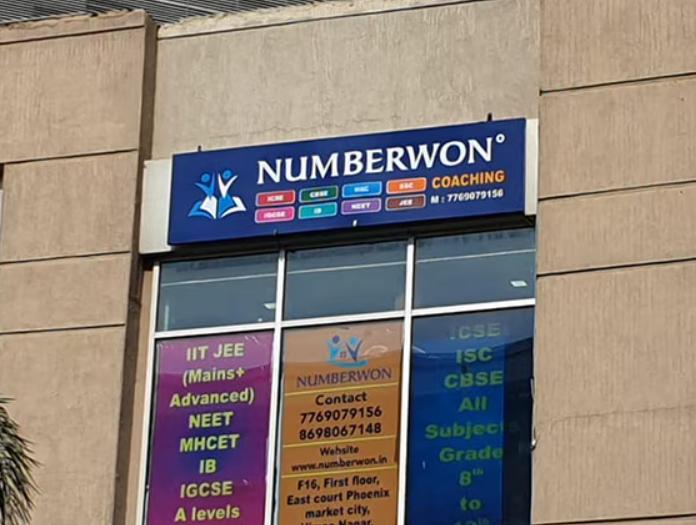 NUMBERWON°
ICSE CBSE HSC SSC COACHING
IGCSE IB NEET JEE M : 7769079156
IIT JEE
(Mains+
Advanced)
NEET
MHCET
IB
IGCSE
A levels
NUMBERWON
Contact
7769079156
8698067148
Website
www.numberwon.in
F16, First floor,
East court Phoenix
market city,
Nagar
ICSE
ISC
CBSE
All
Subjec
Grade
8th
to